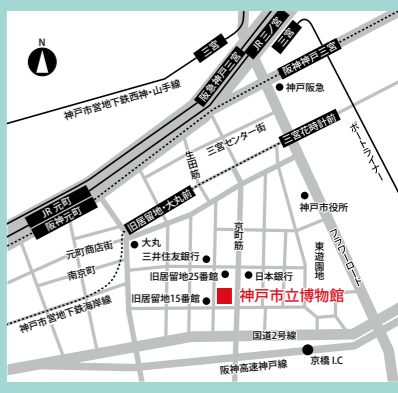 N
三宮
JR 三ノ宮
三宮
阪急神戸三宮
阪神神戸三宮
神戸市営地下鉄西神・山手線
神戸阪急
三宮センター街
三宮花時計前
生田筋
ポートライナー
JR 元町
阪神元町
旧居留地・大丸前
神戸市役所
元町商店街
大丸
京町筋
東遊園地
フラワーロード
三井住友銀行
南京町
旧居留地25番館
日本銀行
旧居留地15番館
神戸市立博物館
神戸市営地下鉄海岸線
国道2号線
阪神高速神戸線
京橋 I.C